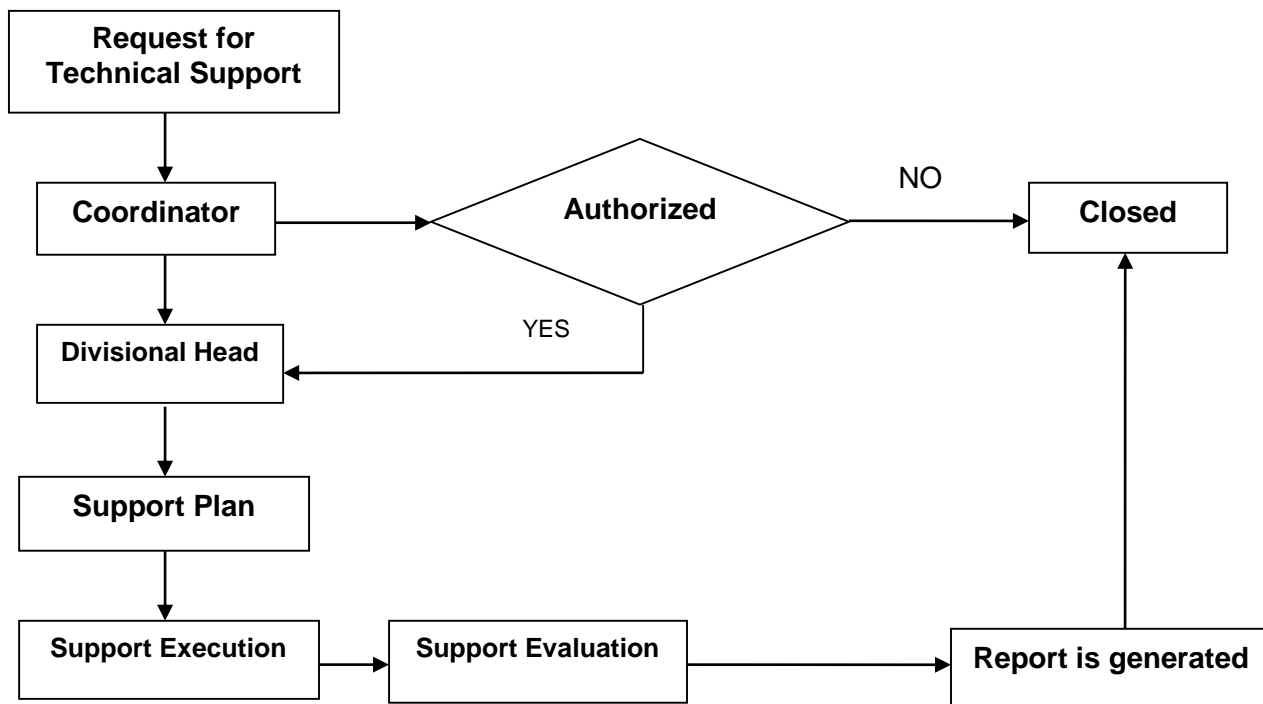 Request for
Technical Support
Coordinator
Authorized
NO
Closed
YES
Divisional Head
Support Plan
Support Execution
Support Evaluation
Report is generated